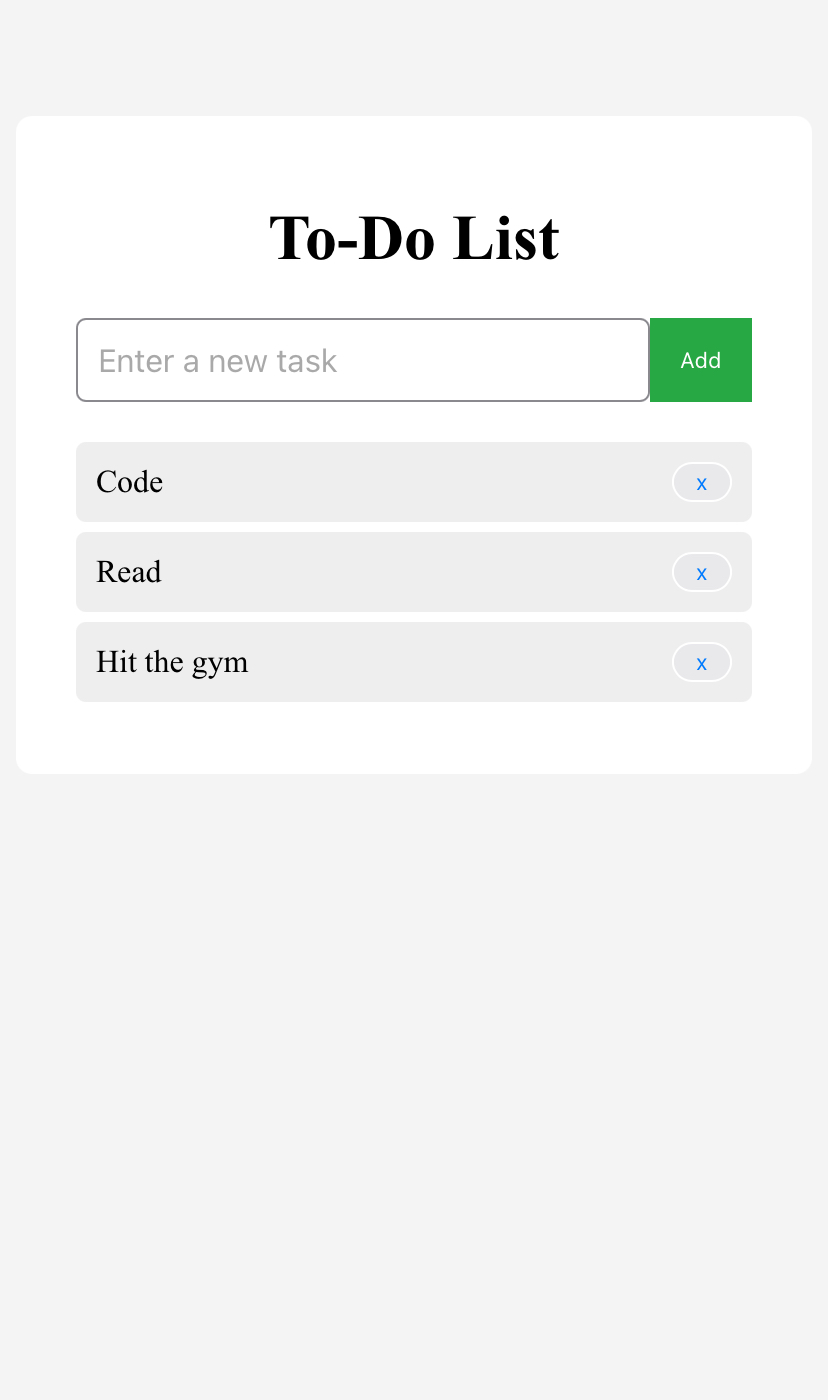 To-Do List
Enter a new task
Add
Code
x
Read
x
Hit the gym
x